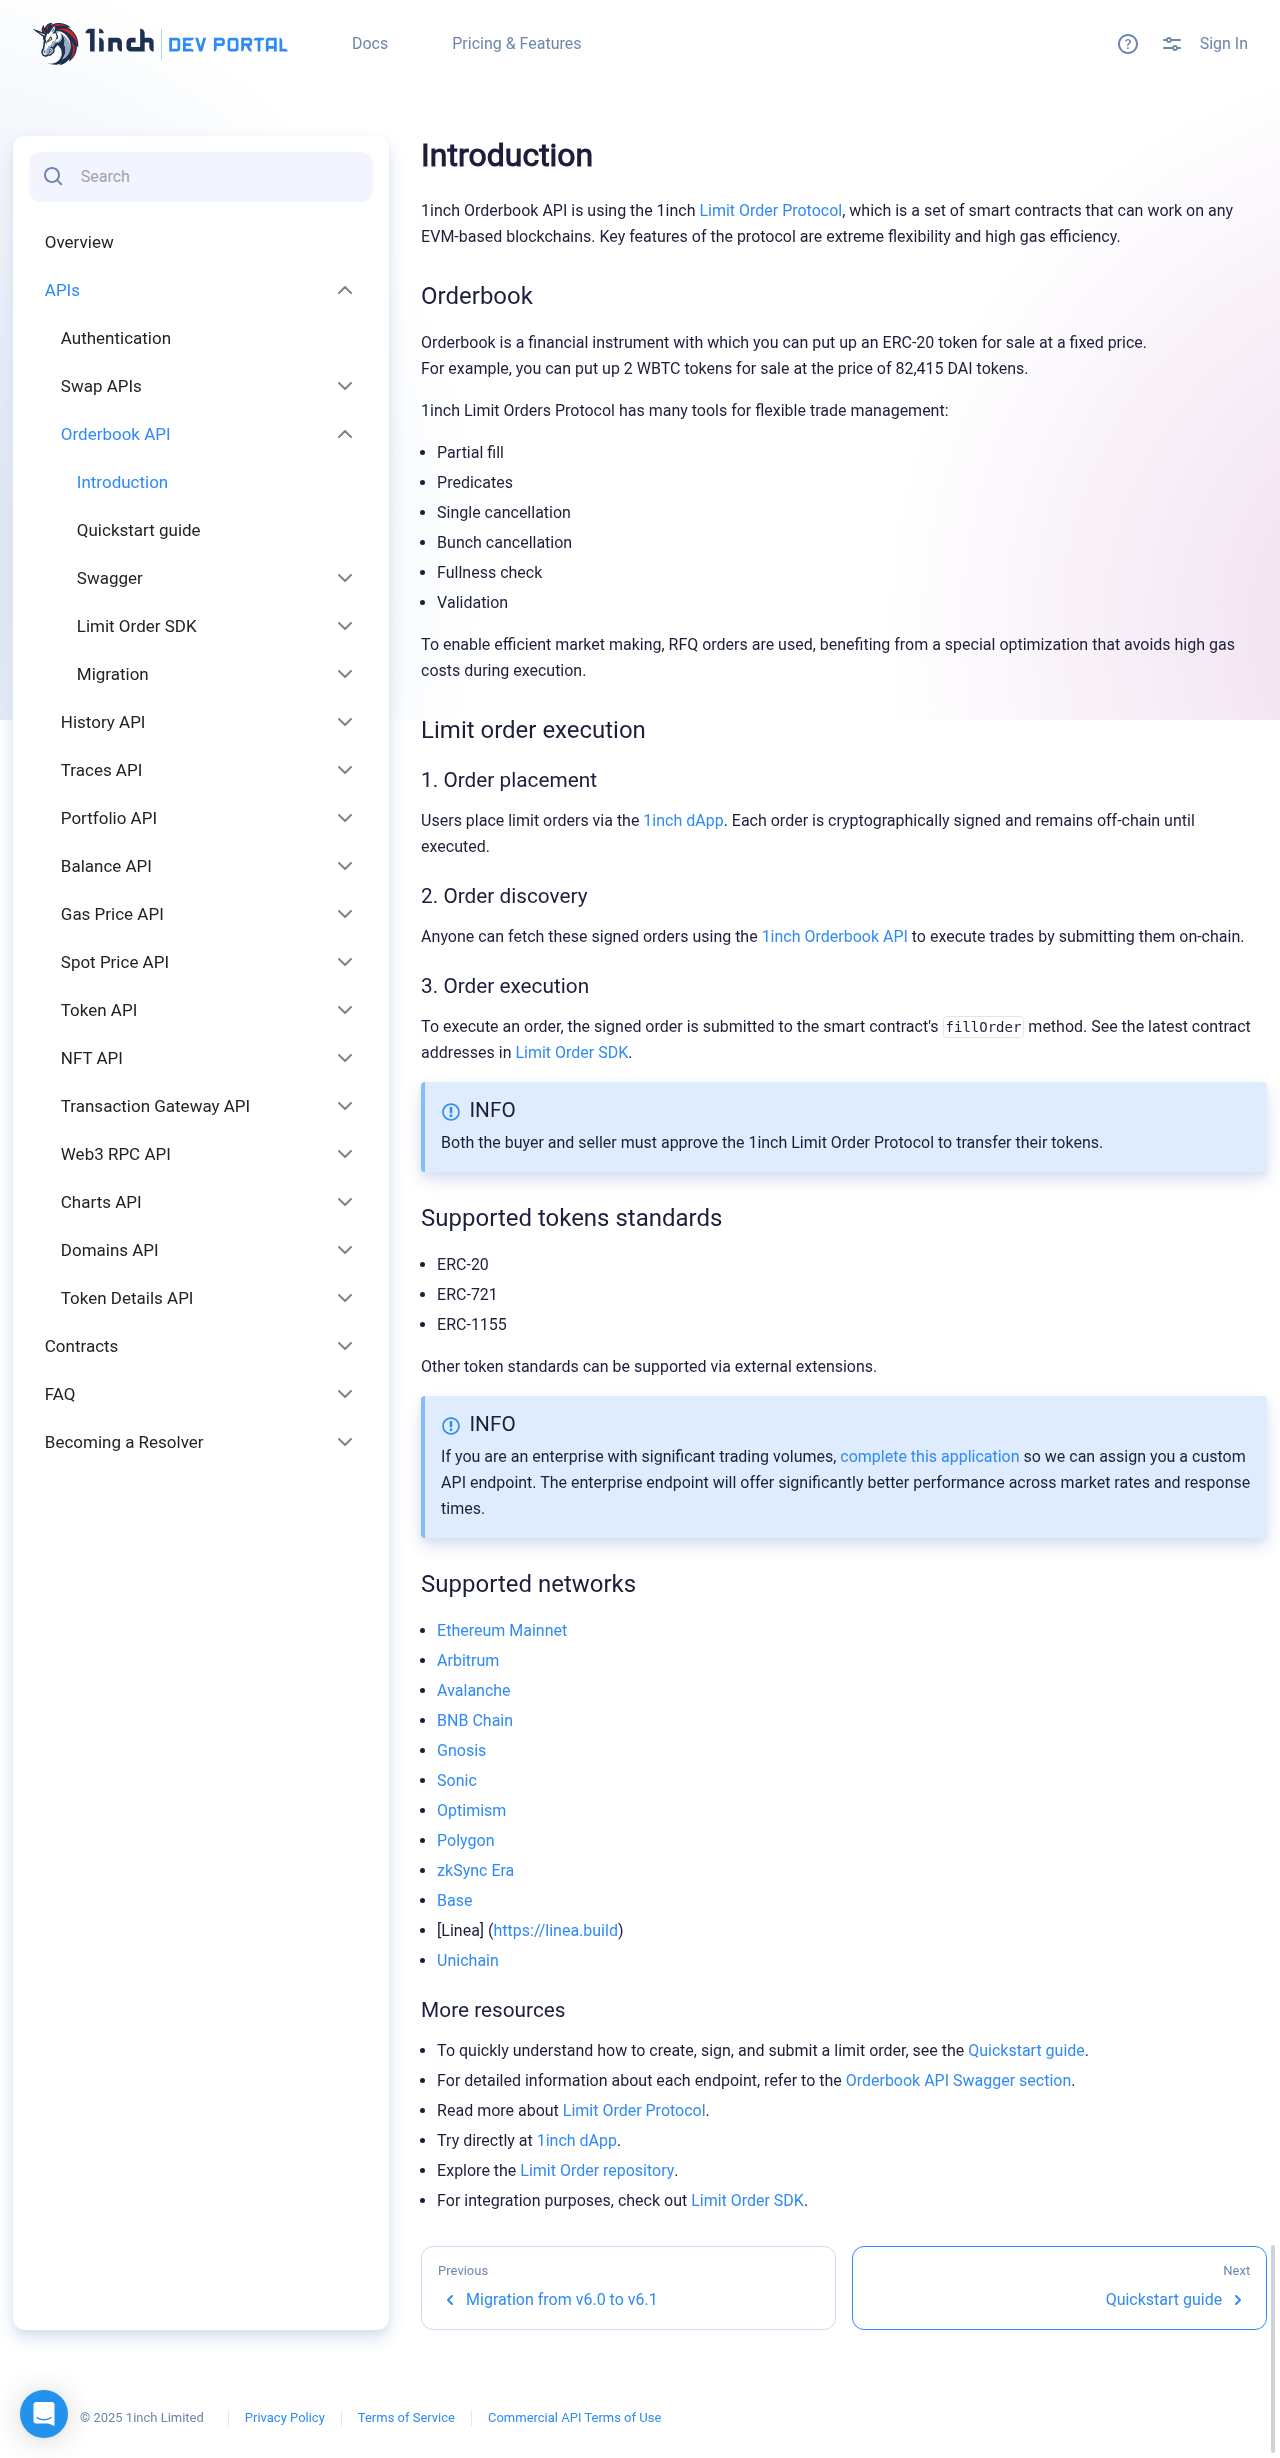 1inch DEV PORTAL
Docs
Pricing & Features
Sign In
Search
Overview
APIs
Authentication
Swap APIs
Orderbook API
Introduction
Quickstart guide
Swagger
Limit Order SDK
Migration
History API
Traces API
Portfolio API
Balance API
Gas Price API
Spot Price API
Token API
NFT API
Transaction Gateway API
Web3 RPC API
Charts API
Domains API
Token Details API
Contracts
FAQ
Becoming a Resolver
Introduction
1inch Orderbook API is using the 1inch Limit Order Protocol, which is a set of smart contracts that can work on any
EVM-based blockchains. Key features of the protocol are extreme flexibility and high gas efficiency.
Orderbook
Orderbook is a financial instrument with which you can put up an ERC-20 token for sale at a fixed price.
For example, you can put up 2 WBTC tokens for sale at the price of 82,415 DAI tokens.
1inch Limit Orders Protocol has many tools for flexible trade management:
• Partial fill
• Predicates
• Single cancellation
• Bunch cancellation
• Fullness check
• Validation
To enable efficient market making, RFQ orders are used, benefiting from a special optimization that avoids high gas
costs during execution.
Limit order execution
1. Order placement
Users place limit orders via the 1inch dApp. Each order is cryptographically signed and remains off-chain until
executed.
2. Order discovery
Anyone can fetch these signed orders using the 1inch Orderbook API to execute trades by submitting them on-chain.
3. Order execution
To execute an order, the signed order is submitted to the smart contract's fillOrder method. See the latest contract
addresses in Limit Order SDK.
INFO
Both the buyer and seller must approve the 1inch Limit Order Protocol to transfer their tokens.
Supported tokens standards
• ERC-20
• ERC-721
• ERC-1155
Other token standards can be supported via external extensions.
INFO
If you are an enterprise with significant trading volumes, complete this application so we can assign you a custom
API endpoint. The enterprise endpoint will offer significantly better performance across market rates and response
times.
Supported networks
• Ethereum Mainnet
• Arbitrum
• Avalanche
• BNB Chain
• Gnosis
• Sonic
• Optimism
• Polygon
• zkSync Era
• Base
• [Linea] (https://linea.build)
• Unichain
More resources
• To quickly understand how to create, sign, and submit a limit order, see the Quickstart guide.
• For detailed information about each endpoint, refer to the Orderbook API Swagger section.
• Read more about Limit Order Protocol.
• Try directly at 1inch dApp.
• Explore the Limit Order repository.
• For integration purposes, check out Limit Order SDK.
Previous
Migration from v6.0 to v6.1
Next
Quickstart guide
© 2025 1inch Limited
Privacy Policy
Terms of Service
Commercial API Terms of Use